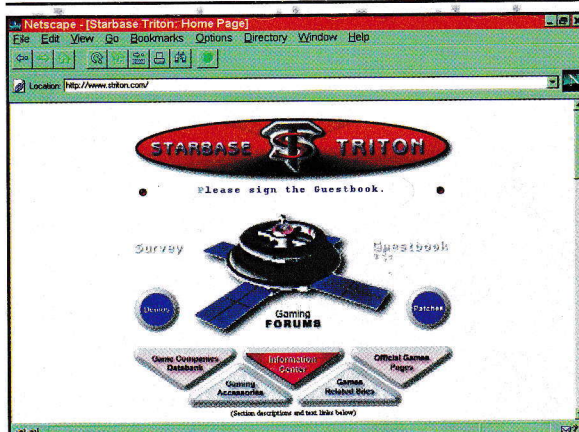 Netscape - [Starbase Triton: Home Page]
File Edit View Go Bookmarks Options Directory Window Help
Location: http://www.striton.com/
STARBASE ST TRITON
Please sign the Guestbook.
Survey
Guestbook
Demos
Patches
Gaming
FORUMS
Game Companies
Databank
Information
Center
Official Games
Pages
Gaming
Accessories
Games
Related Sites
(Section descriptions and text links below)